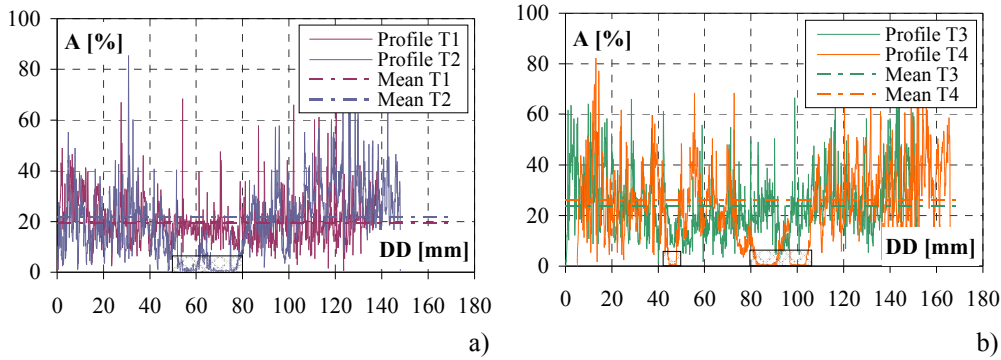 100
80
60
40
20
0
A [%]
Profile T1
Profile T2
Mean T1
Mean T2
DD [mm]
0 20 40 60 80 100 120 140 160 180
a)
100
80
60
40
20
0
A [%]
Profile T3
Profile T4
Mean T3
Mean T4
DD [mm]
0 20 40 60 80 100 120 140 160 180
b)